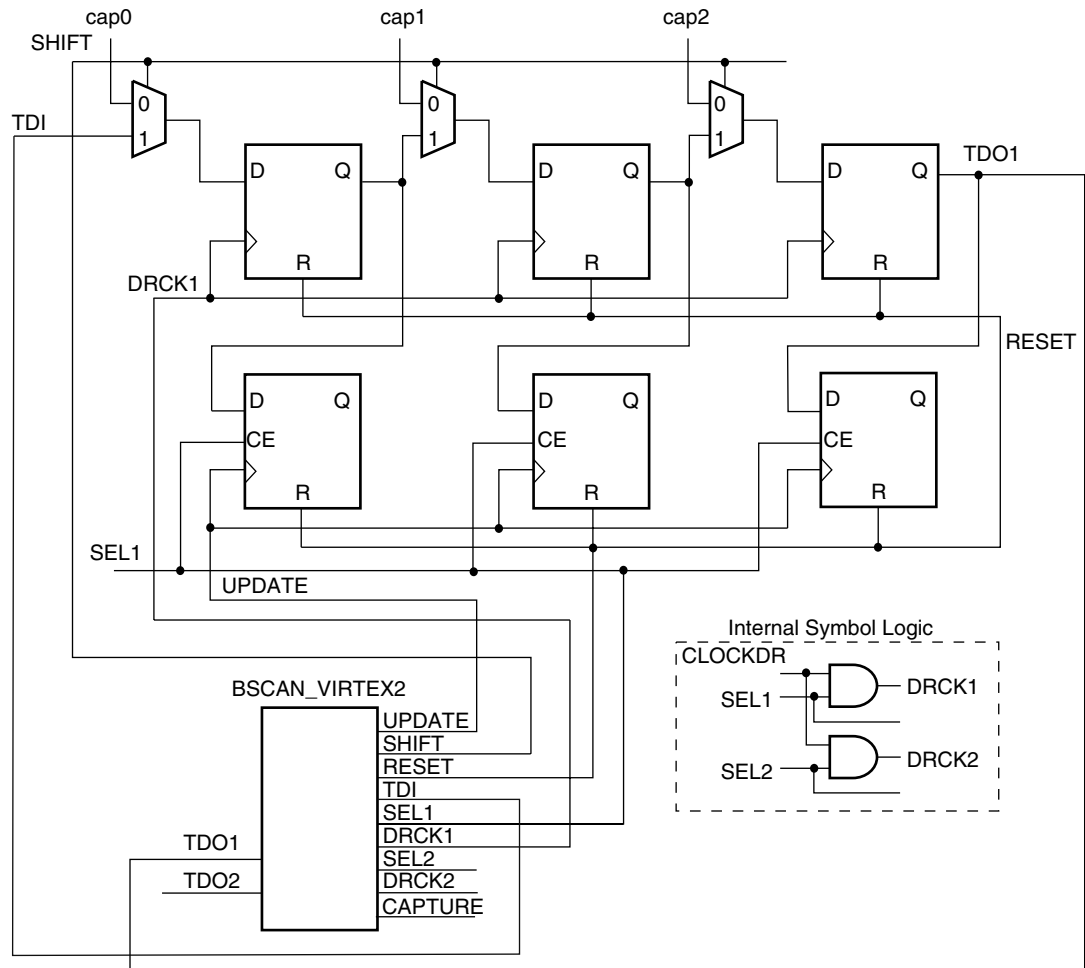 cap0 cap1 cap2
SHIFT
0 0 0
TDI 1 1 1
TDO1
D Q D Q D Q
R R R
DRCK1
RESET
D Q D Q D Q
CE CE CE
R R R
SEL1
UPDATE
Internal Symbol Logic
CLOCKDR
DRCK1
SEL1
DRCK2
SEL2
BSCAN_VIRTEX2
UPDATE
SHIFT
RESET
TDI
SEL1
DRCK1
TDO1
SEL2
TDO2
DRCK2
CAPTURE